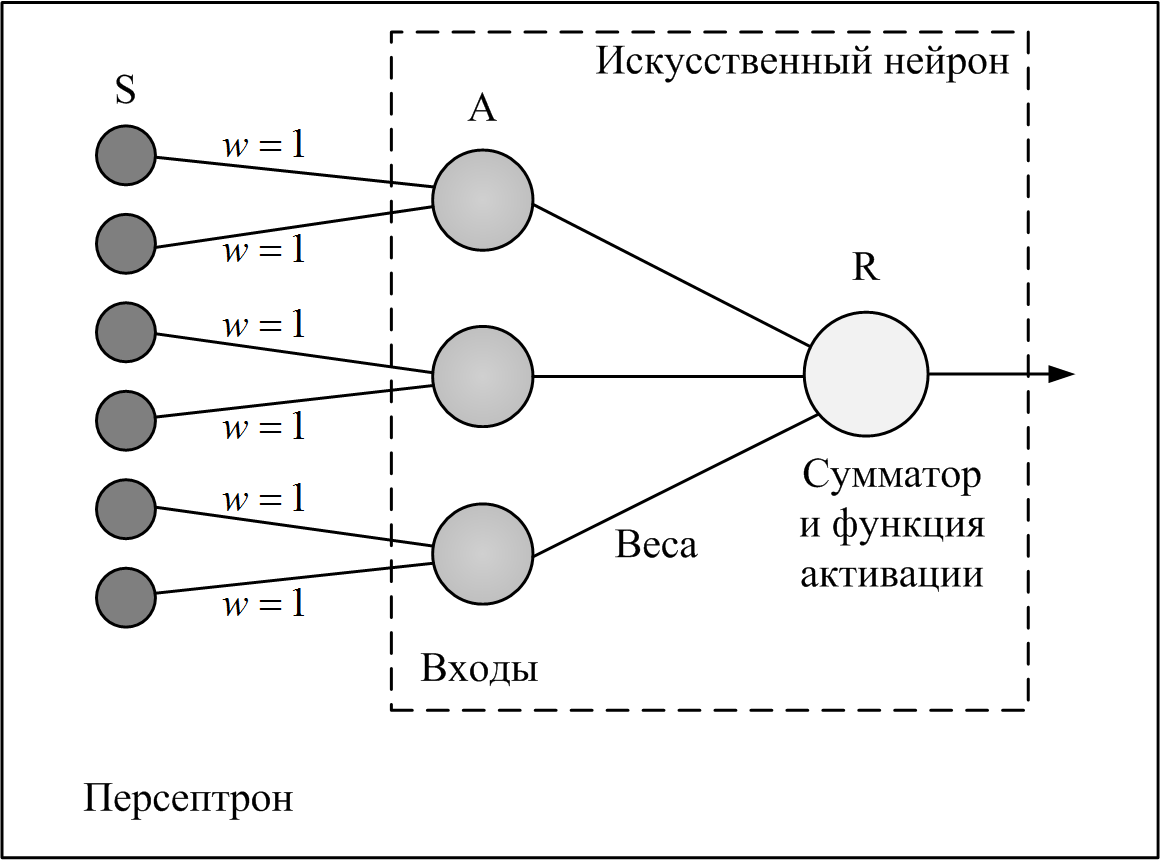 Искусственный нейрон
S
A
w = 1
w = 1
R
w = 1
w = 1
Сумматор
и функция
активации
w = 1
Веса
w = 1
Входы
Персептрон